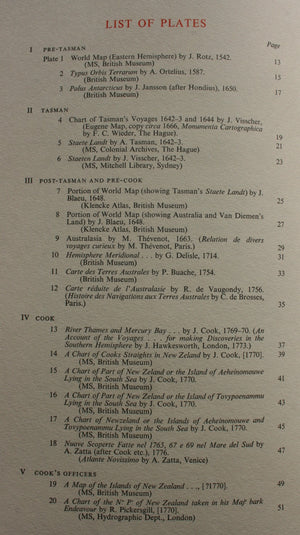 LIST OF PLATES
I PRE-TASMAN Page
Plate 1 World Map (Eastern Hemisphere) by J. Rotz, 1542.
(MS, British Museum) 13
2 Typus Orbis Terrarum by A. Ortelius, 1587.
(British Museum) 15
3 Polus Antarcticus by J. Jansson (after Hondius), 1650.
(British Museum) 17
II TASMAN
4 Chart of Tasman's Voyages 1642-3 and 1644 by J. Visscher,
(Eugene Map, copy circa 1666, Monumenta Cartographica
by F. C. Wieder, The Hague). 19
5 Staete Landt by A. Tasman, 1642-3.
(MS, Colonial Archives, The Hague) 21
6 Staeten Landt by J. Visscher, 1642-3.
(MS, Mitchell Library, Sydney) 23
III POST-TASMAN AND PRE-COOK
7 Portion of World Map (showing Tasman's Staete Landt) by J.
Blaeu, 1648.
(Klencke Atlas, British Museum) 25
8 Portion of World Map (showing Australia and Van Diemen's
Land) by J. Blaeu, 1648.
(Klencke Atlas, British Museum) 27
9 Australasia by M. Thévenot, 1663. (Relation de divers
voyages curieux by M. Thévenot, Paris.) 29
10 Hemisphere Meridional . . . by G. Delisle, 1714.
(British Museum) 31
11 Carte des Terres Australes by P. Buache, 1754.
(British Museum) 33
12 Carte réduite de l'Australasie by R. de Vaugondy, 1756.
(Histoire des Navigations aux Terres Australes by C. de Brosses,
Paris.) 35
IV COOK
13 River Thames and Mercury Bay . . . by J. Cook, 1769-70. (An
Account of the Voyages . . . . for making Discoveries in the
Southern Hemisphere by J. Hawkesworth, London, 1773.) 37
14 A Chart of Cooks Straights in New Zeland by J. Cook, [1770].
(MS, British Museum) 39
15 A Chart of Part of New Zeland or the Island of Aeheinomouwe
Lying in the South Sea by J. Cook, 1770.
(MS, British Museum) 41
16 A Chart of Part of New Zeland or the Island of Tovypoenammu
Lying in the South Sea by J. Cook, 1770.
(MS, British Museum) 43
17 A Chart of Newzeland or the Islands of Aeheinomouwe and
Tovypoenammu Lying in the South Sea by J. Cook, 1770.
(MS, British Museum) 45
18 Nuove Scoperte Fatte nel 1765, 67 e 69 nel Mare del Sud by
A. Zatta (after Cook etc.), 1776.
(Atlante Novissimo by A. Zatta, Venice) 47
V COOK'S OFFICERS
19 A Map of the Islands of New Zealand . . ., [?1770].
(MS, British Museum) 49
20 A Chart of the Nº Pᵗ of New Zealand taken in his Majˢ bark
Endeavour by R. Pickersgill, [1770].
(MS, Hydrographic Dept., London) 51